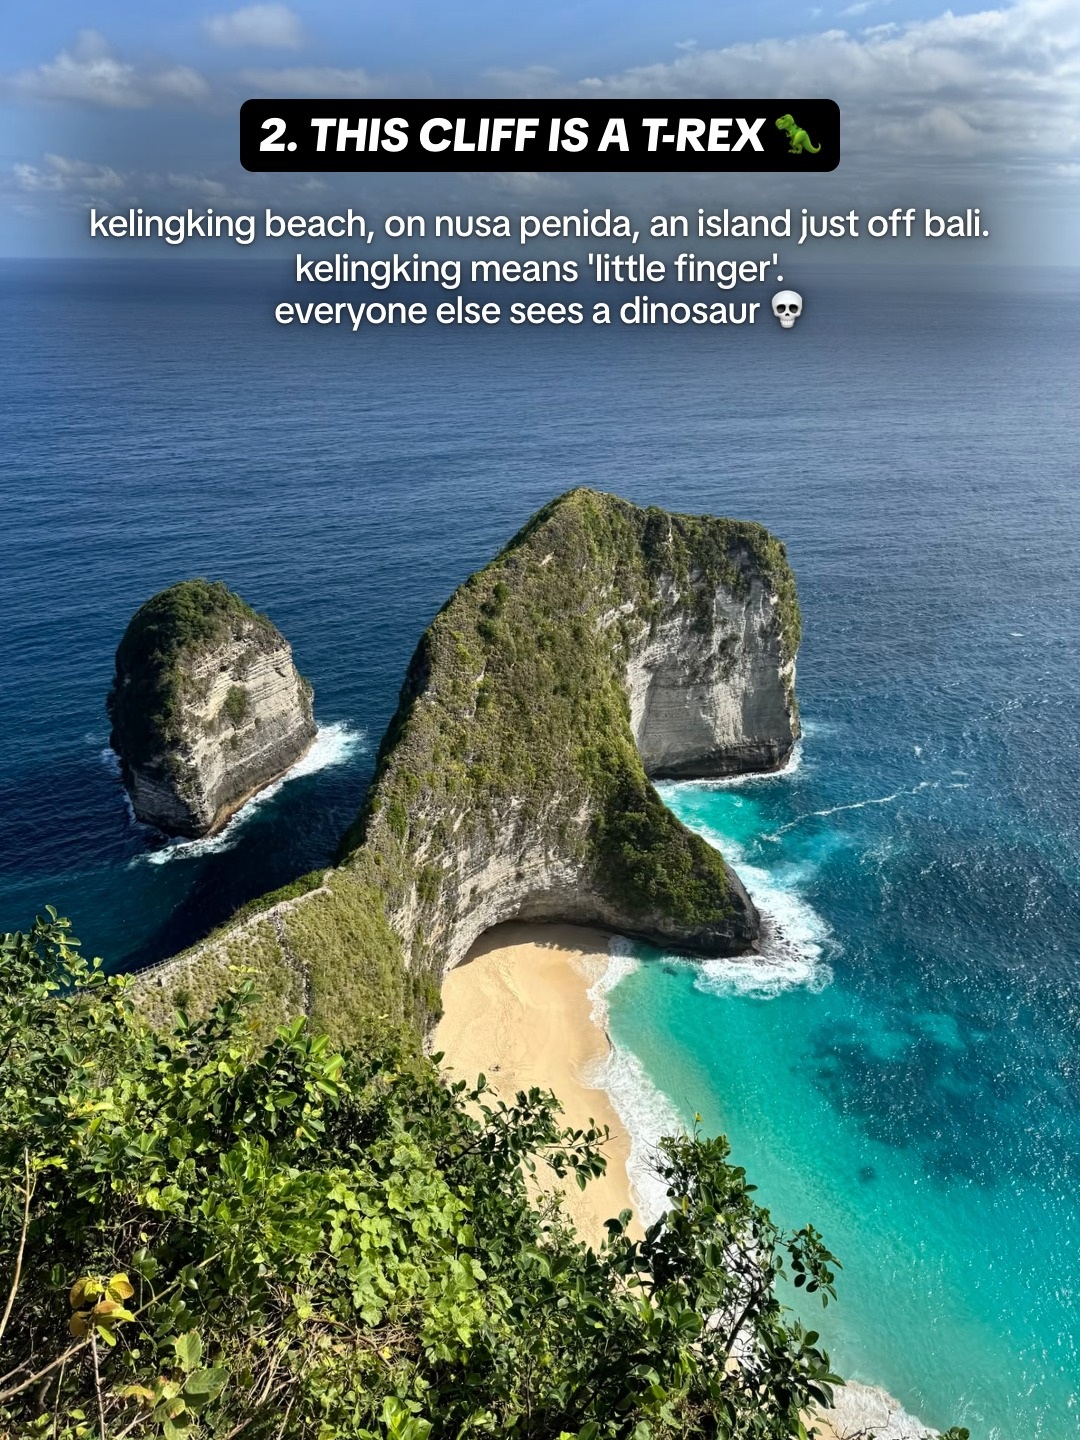 2. THIS CLIFF IS A T-REX 🦖
kelingking beach, on nusa penida, an island just off bali.
kelingking means 'little finger'.
everyone else sees a dinosaur 💀